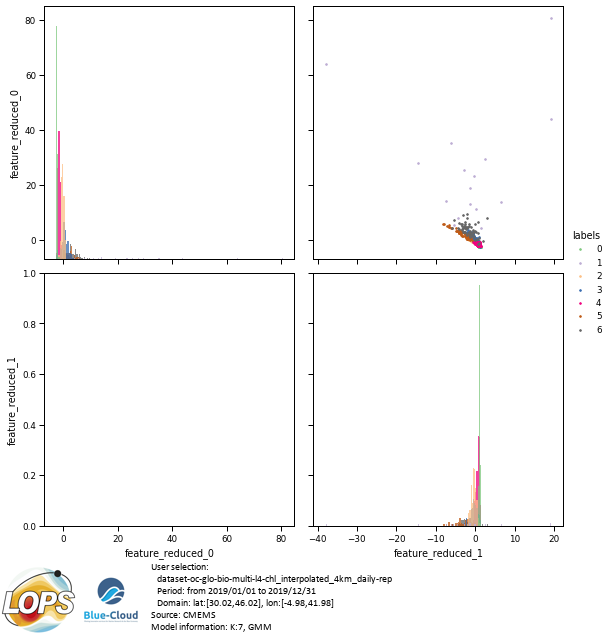 80
60
40
20
0
feature_reduced_0
labels
0
1
2
3
4
5
6
1.0
0.8
0.6
0.4
0.2
0.0
feature_reduced_1
0 20 40 60 80
−40 −30 −20 −10 0 10 20
feature_reduced_0
feature_reduced_1
LOPS
Blue-Cloud
User selection:
dataset-oc-glo-bio-multi-l4-chl_interpolated_4km_daily-rep
Period: from 2019/01/01 to 2019/12/31
Domain: lat:[30.02,46.02], lon:[-4.98,41.98]
Source: CMEMS
Model information: K:7, GMM